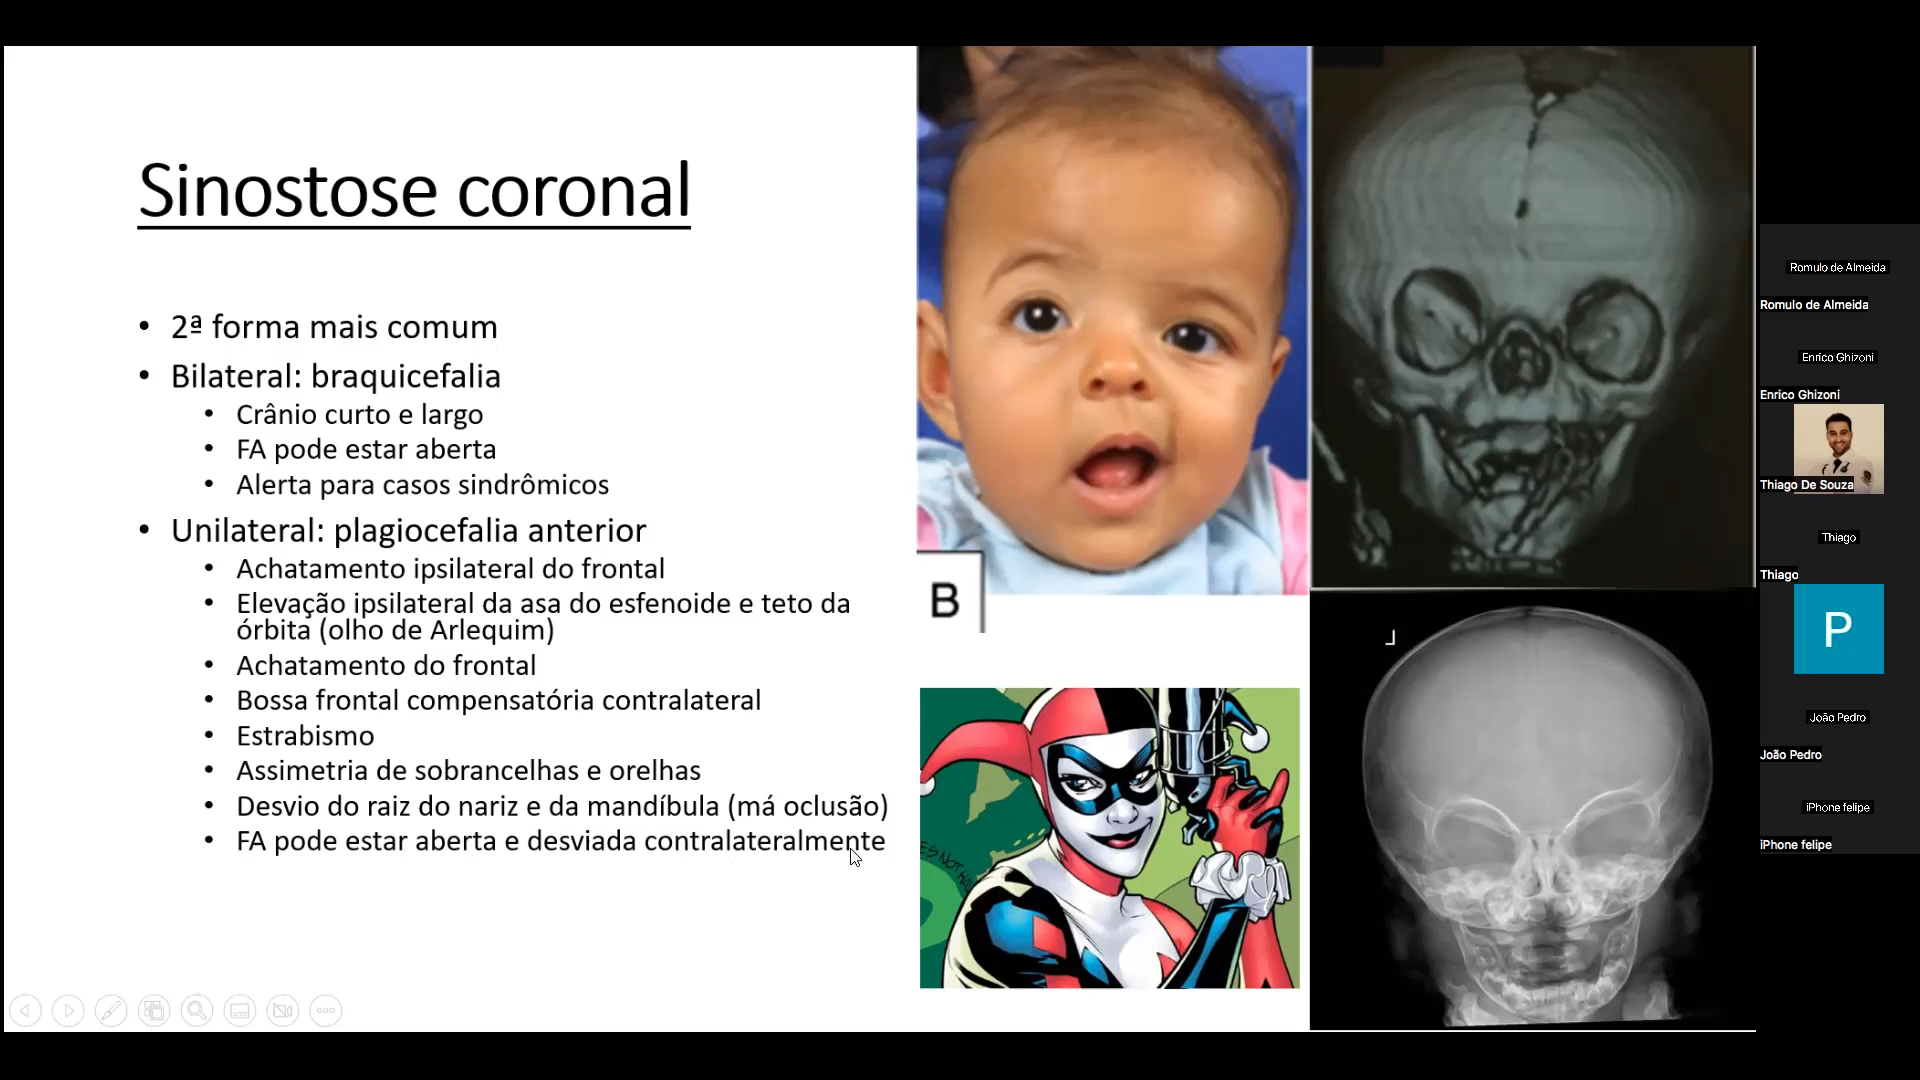 Sinostose coronal
• 2ª forma mais comum
• Bilateral: braquicefalia
• Crânio curto e largo
• FA pode estar aberta
• Alerta para casos sindrômicos
• Unilateral: plagiocefalia anterior
• Achatamento ipsilateral do frontal
• Elevação ipsilateral da asa do esfenoide e teto da
órbita (olho de Arlequim)
• Achatamento do frontal
• Bossa frontal compensatória contralateral
• Estrabismo
• Assimetria de sobrancelhas e orelhas
• Desvio do raiz do nariz e da mandíbula (má oclusão)
• FA pode estar aberta e desviada contralateralmente
B
Romulo de Almeida
Romulo de Almeida
Enrico Ghizoni
Enrico Ghizoni
Thiago De Souza
Thiago
Thiago
P
João Pedro
João Pedro
iPhone felipe
iPhone felipe